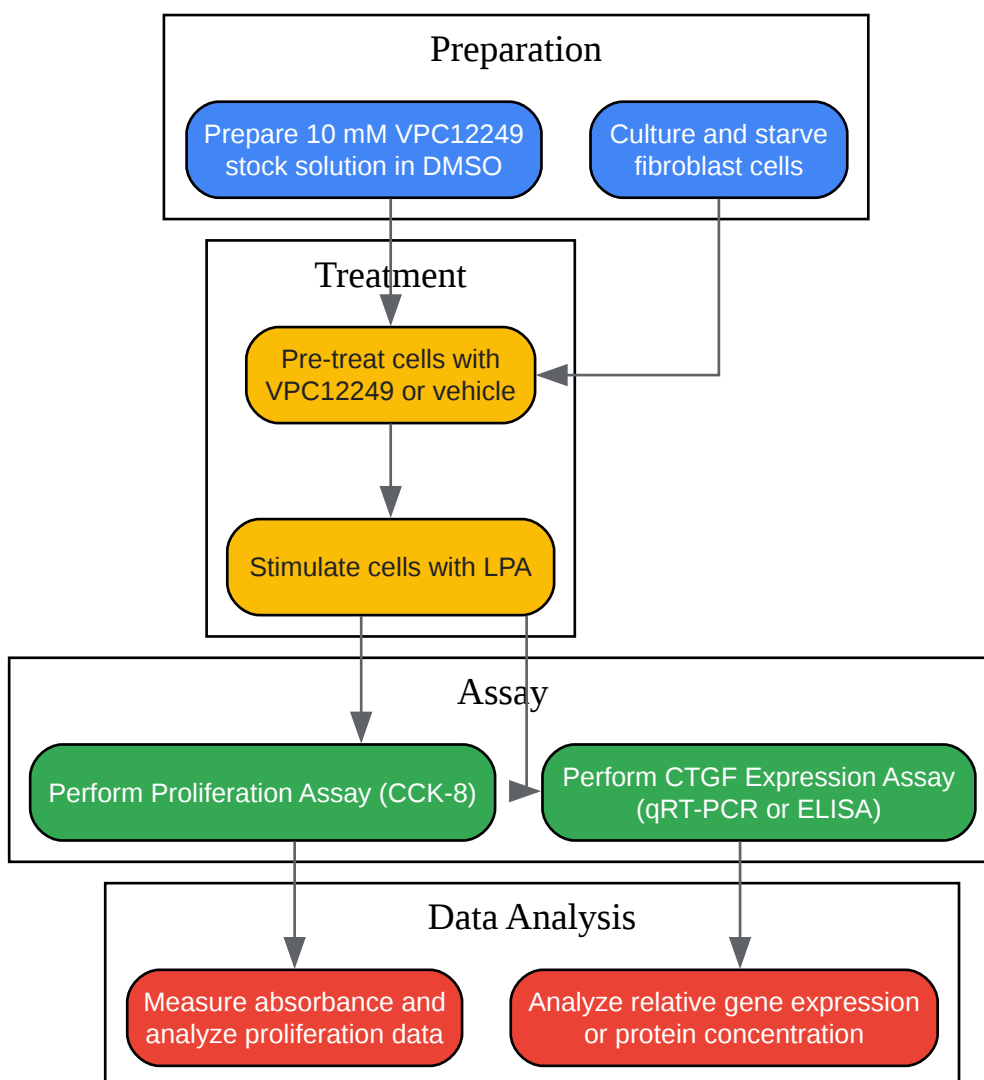 Preparation
Prepare 10 mM VPC12249
stock solution in DMSO
Culture and starve
fibroblast cells
Treatment
Pre-treat cells with
VPC12249 or vehicle
Stimulate cells with LPA
Assay
Perform Proliferation Assay (CCK-8)
Perform CTGF Expression Assay
(qRT-PCR or ELISA)
Data Analysis
Measure absorbance and
analyze proliferation data
Analyze relative gene expression
or protein concentration